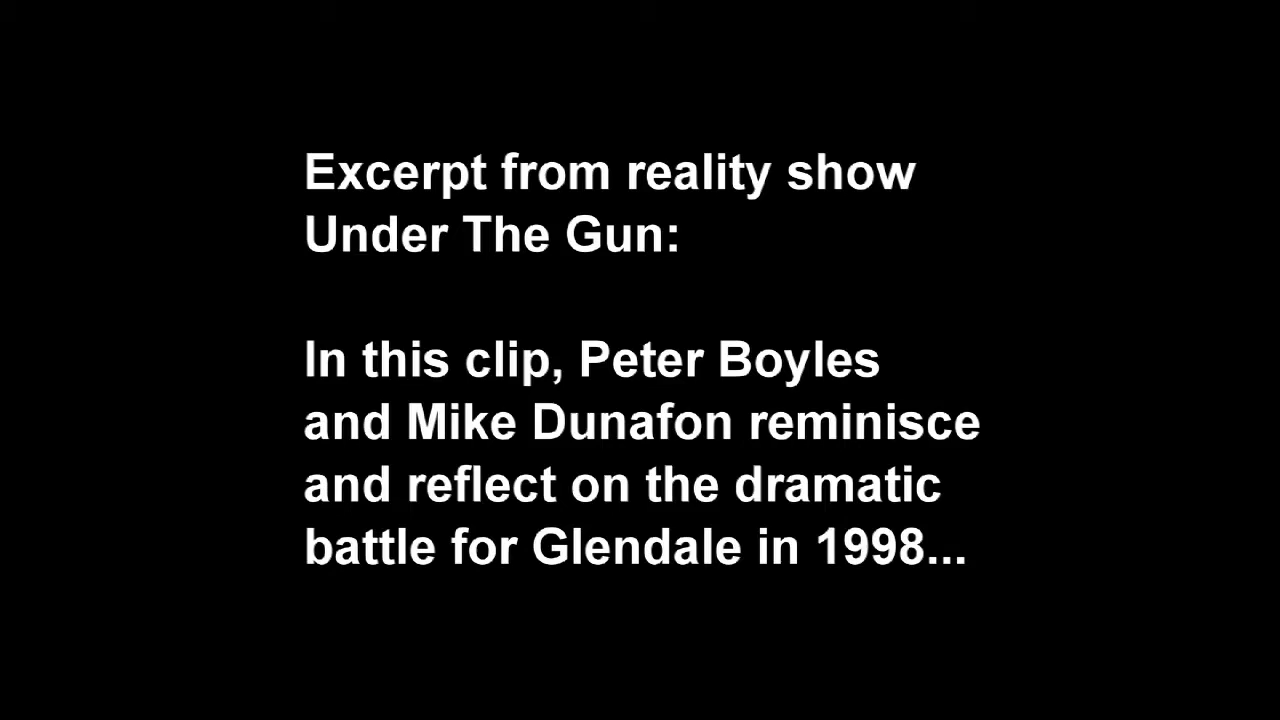 Excerpt from reality show
Under The Gun:
In this clip, Peter Boyles
and Mike Dunafon reminisce
and reflect on the dramatic
battle for Glendale in 1998...